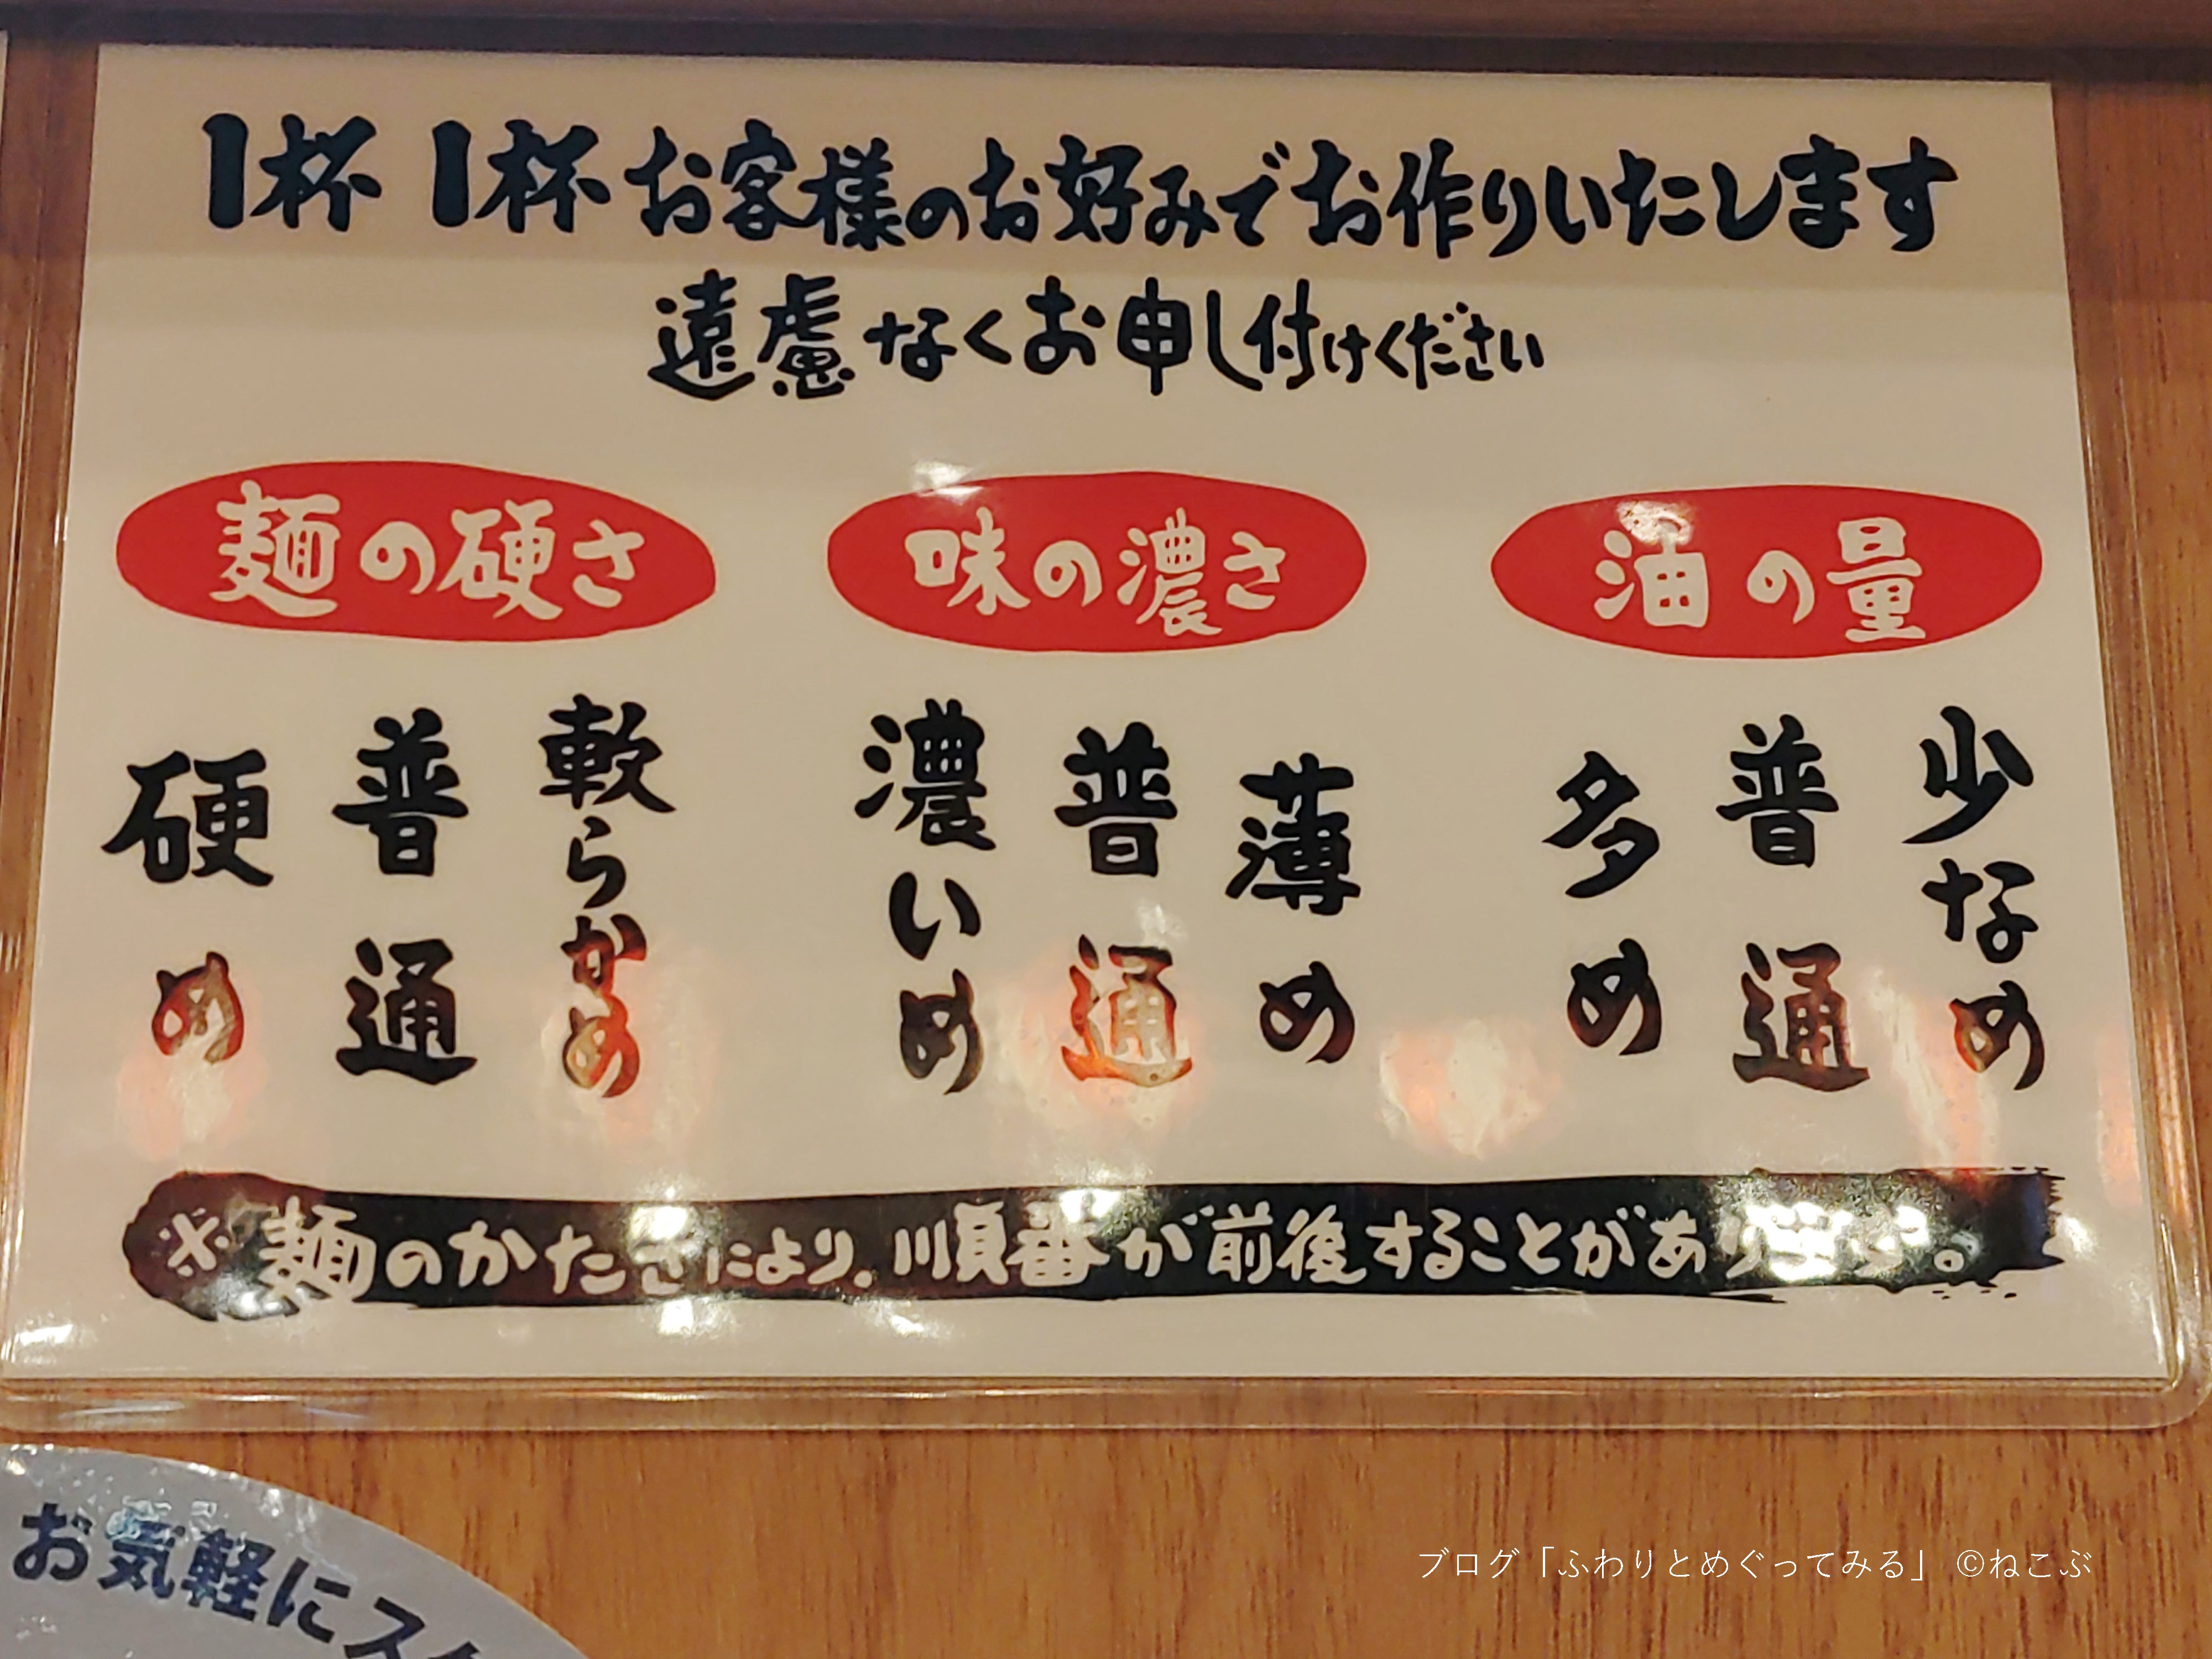 1杯1杯お客様のお好みでお作りいたします
遠慮なくお申し付けください
麺の硬さ
硬め
普通
軟らかめ
味の濃さ
濃いめ
普通
薄め
油の量
多め
普通
少なめ
※麺のかたさにより、順番が前後することがあります。
お気軽にス
ブログ「ふわりとめぐってみる」 ©ねこぶ